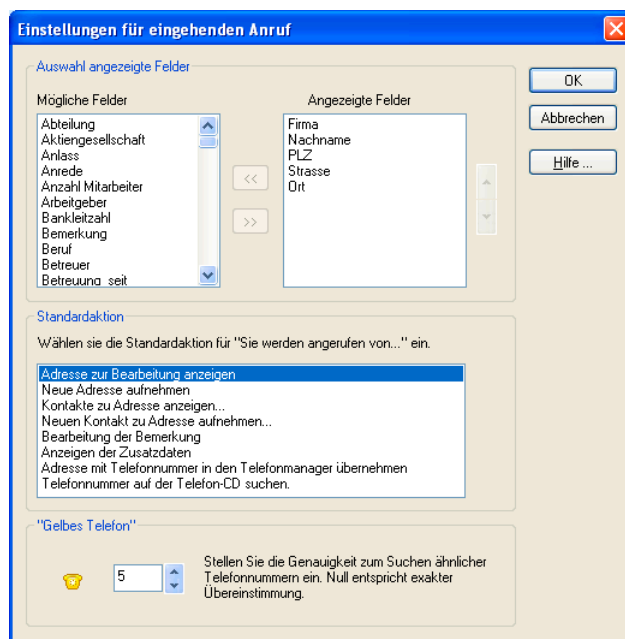 Einstellungen für eingehenden Anruf
Auswahl angezeigte Felder
Mögliche Felder
Abteilung
Aktiengesellschaft
Anlass
Anrede
Anzahl Mitarbeiter
Arbeitgeber
Bankleitzahl
Bemerkung
Beruf
Betreuer
Betreuung_seit
<<
>>
Angezeigte Felder
Firma
Nachname
PLZ
Strasse
Ort
OK
Abbrechen
Hilfe ...
Standardaktion
Wählen sie die Standardaktion für "Sie werden angerufen von..." ein.
Adresse zur Bearbeitung anzeigen
Neue Adresse aufnehmen
Kontakte zu Adresse anzeigen...
Neuen Kontakt zu Adresse aufnehmen...
Bearbeitung der Bemerkung
Anzeigen der Zusatzdaten
Adresse mit Telefonnummer in den Telefonmanager übernehmen
Telefonnummer auf der Telefon-CD suchen.
"Gelbes Telefon"
5
Stellen Sie die Genauigkeit zum Suchen ähnlicher
Telefonnummern ein. Null entspricht exakter
Übereinstimmung.